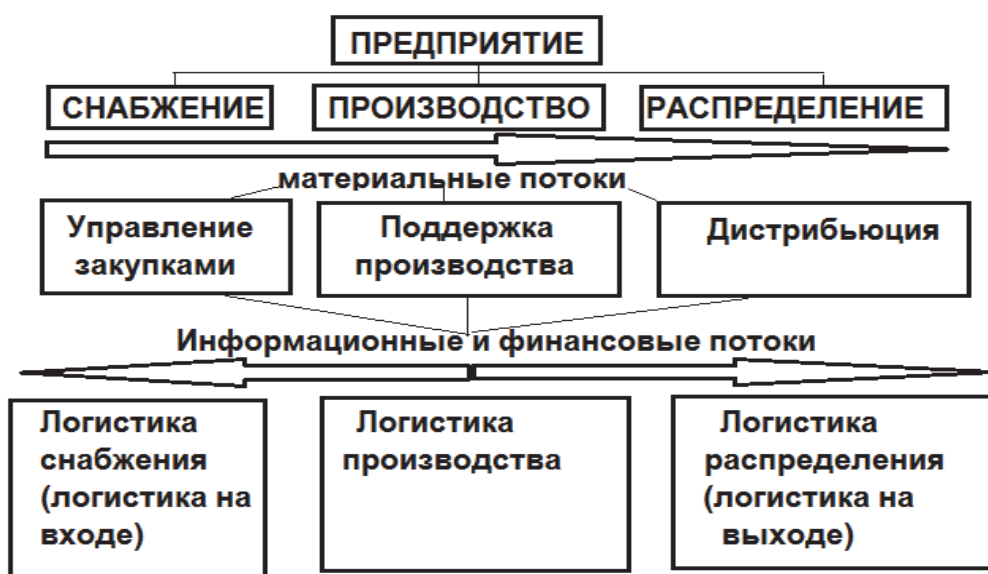 ПРЕДПРИЯТИЕ
СНАБЖЕНИЕ
ПРОИЗВОДСТВО
РАСПРЕДЕЛЕНИЕ
материальные потоки
Управление
закупками
Поддержка
производства
Дистрибьюция
Информационные и финансовые потоки
Логистика
снабжения
(логистика на
входе)
Логистика
производства
Логистика
распределения
(логистика на
выходе)